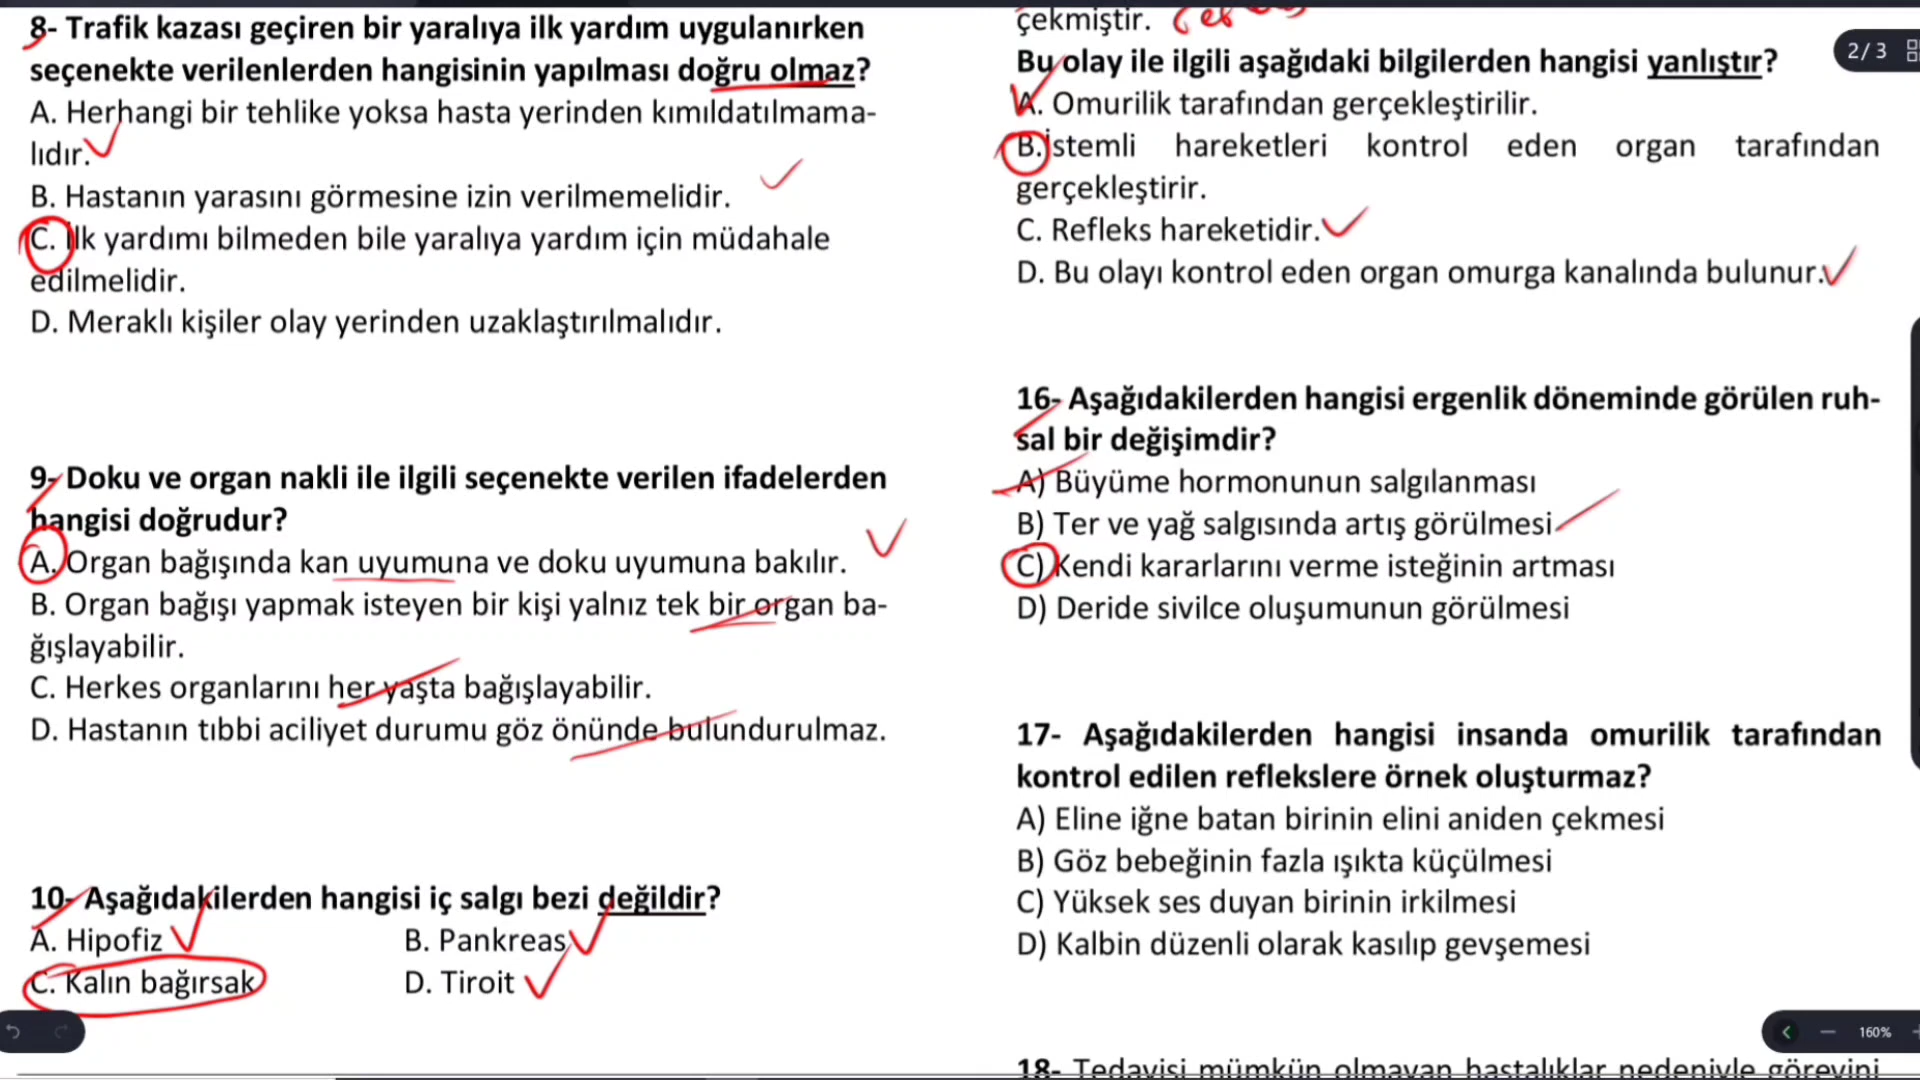 8- Trafik kazası geçiren bir yaralıya ilk yardım uygulanırken
seçenekte verilenlerden hangisinin yapılması doğru olmaz?
A. Herhangi bir tehlike yoksa hasta yerinden kımıldatılmama-
lıdır.
B. Hastanın yarasını görmesine izin verilmemelidir.
C. İlk yardımı bilmeden bile yaralıya yardım için müdahale
edilmelidir.
D. Meraklı kişiler olay yerinden uzaklaştırılmalıdır.
9- Doku ve organ nakli ile ilgili seçenekte verilen ifadelerden
hangisi doğrudur?
A. Organ bağışında kan uyumuna ve doku uyumuna bakılır.
B. Organ bağışı yapmak isteyen bir kişi yalnız tek bir organ ba-
ğışlayabilir.
C. Herkes organlarını her yaşta bağışlayabilir.
D. Hastanın tıbbi aciliyet durumu göz önünde bulundurulmaz.
10- Aşağıdakilerden hangisi iç salgı bezi değildir?
A. Hipofiz B. Pankreas
C. Kalın bağırsak D. Tiroit
çekmiştir.
Bu olay ile ilgili aşağıdaki bilgilerden hangisi yanlıştır?
A. Omurilik tarafından gerçekleştirilir.
B. İstemli hareketleri kontrol eden organ tarafından
gerçekleştirir.
C. Refleks hareketidir.
D. Bu olayı kontrol eden organ omurga kanalında bulunur.
16- Aşağıdakilerden hangisi ergenlik döneminde görülen ruh-
sal bir değişimdir?
A) Büyüme hormonunun salgılanması
B) Ter ve yağ salgısında artış görülmesi
C) Kendi kararlarını verme isteğinin artması
D) Deride sivilce oluşumunun görülmesi
17- Aşağıdakilerden hangisi insanda omurilik tarafından
kontrol edilen reflekslere örnek oluşturmaz?
A) Eline iğne batan birinin elini aniden çekmesi
B) Göz bebeğinin fazla ışıkta küçülmesi
C) Yüksek ses duyan birinin irkilmesi
D) Kalbin düzenli olarak kasılıp gevşemesi
18- Tedavisi mümkün olmayan hastalıklar nedeniyle görevini
2/3
160%